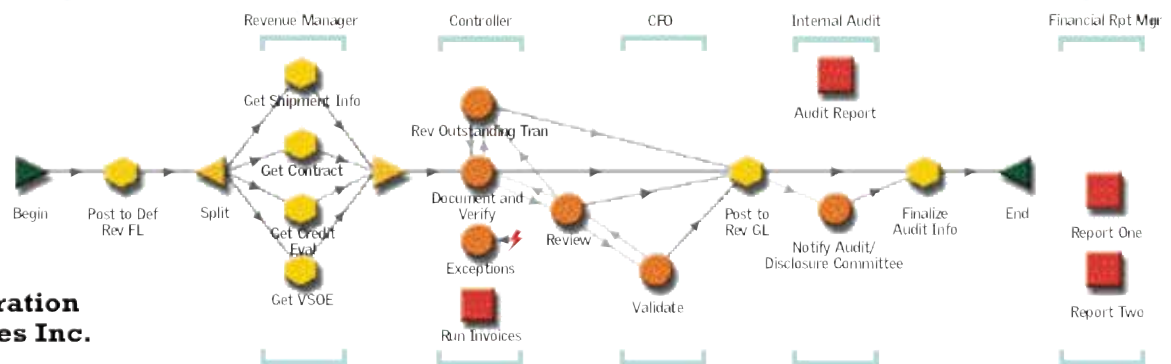 Revenue Manager
Controller
CFO
Internal Audit
Financial Rpt Mgr
Get Shipment Info
Rev Outstanding Tran
Audit Report
Get Contract
Begin
Post to Def
Rev FL
Split
Get Credit
Eval
Document and
Verify
Review
Post to
Rev GL
Notify Audit/
Disclosure Committee
Finalize
Audit Info
End
Report One
Get VSOE
Exceptions
Validate
Run Invoices
Report Two
ration
es Inc.